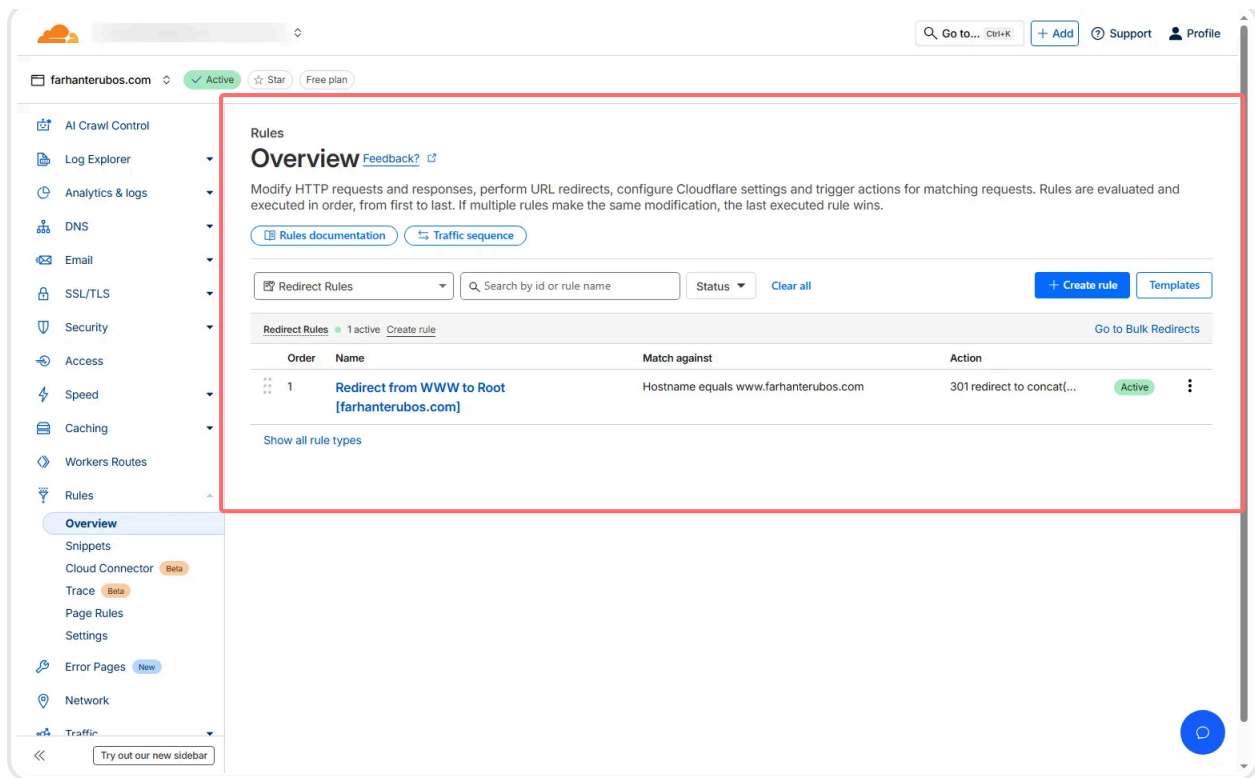 Go to... Ctrl+K
+ Add
Support
Profile
farhanterubos.com
Active
Star
Free plan
AI Crawl Control
Log Explorer
Analytics & logs
DNS
Email
SSL/TLS
Security
Access
Speed
Caching
Workers Routes
Rules
Overview
Snippets
Cloud Connector Beta
Trace Beta
Page Rules
Settings
Error Pages New
Network
Traffic
Try out our new sidebar
Rules
Overview Feedback?
Modify HTTP requests and responses, perform URL redirects, configure Cloudflare settings and trigger actions for matching requests. Rules are evaluated and
executed in order, from first to last. If multiple rules make the same modification, the last executed rule wins.
Rules documentation
Traffic sequence
Redirect Rules
Search by id or rule name
Status
Clear all
+ Create rule
Templates
Redirect Rules 1 active Create rule
Go to Bulk Redirects
Order Name Match against Action
1 Redirect from WWW to Root Hostname equals www.farhanterubos.com 301 redirect to concat(... Active
[farhanterubos.com]
Show all rule types